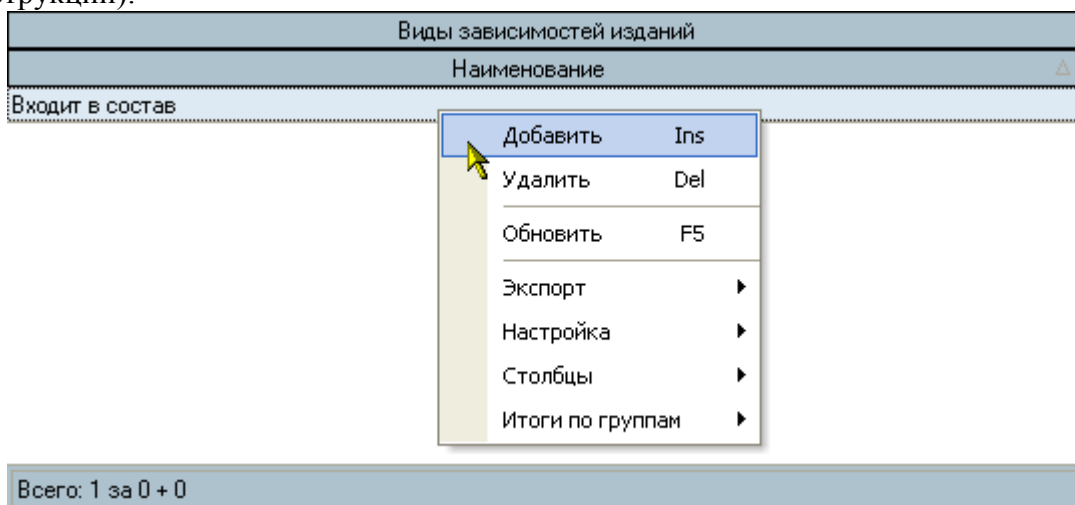 струкции).
Виды зависимостей изданий
Наименование
Входит в состав
Добавить Ins
Удалить Del
Обновить F5
Экспорт
Настройка
Столбцы
Итоги по группам
Всего: 1 за 0 + 0